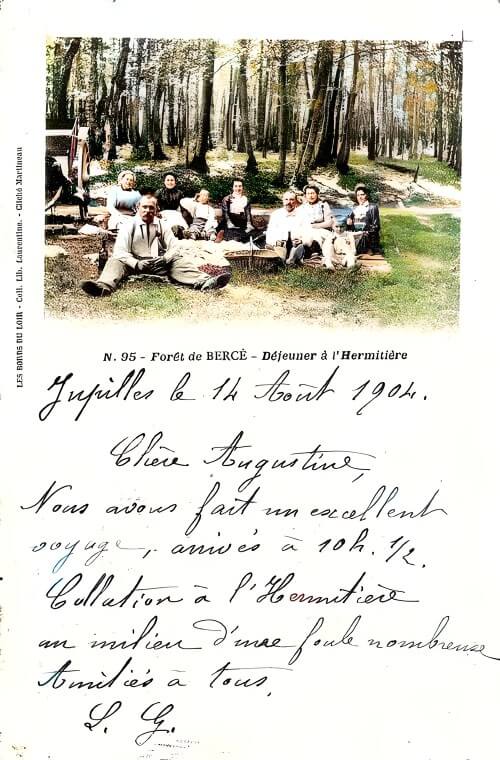 LES BORDS DU LOIR - Coll. Lib. Laurentine. - Cliché Martineau
N. 95 - Forêt de BERCÉ - Déjeuner à l'Hermitière
Jupilles le 14 Août 1904.
Chère Augustine,
Nous avons fait un excellent
voyage, arrivés à 10h. 1/2.
Collation à l'Hermitière
au milieu d'une foule nombreuse
Amitiés à tous,
L. G.